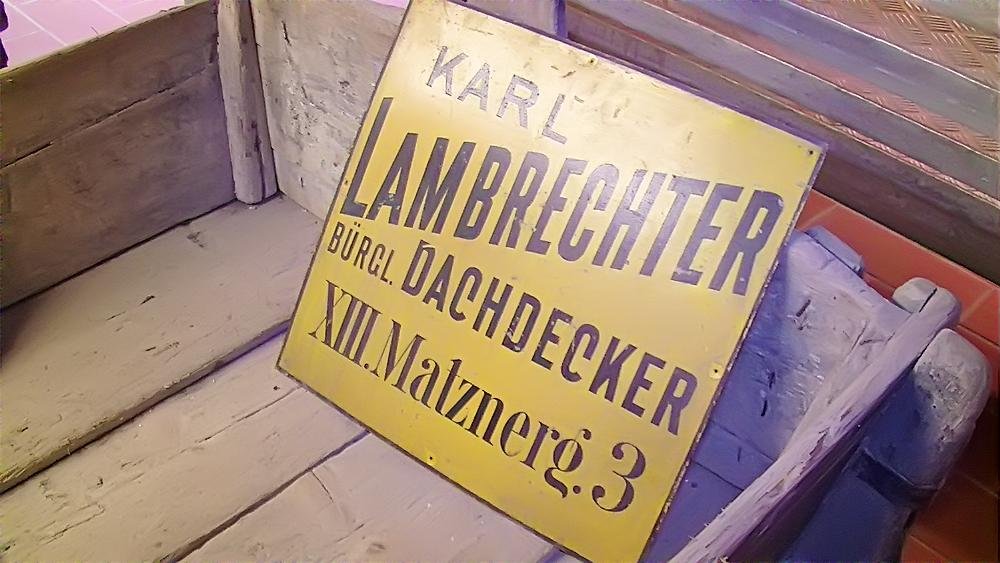 KARL
LAMBRECHTER
BÜRGL. DACHDECKER
XIII. Matznerg. 3